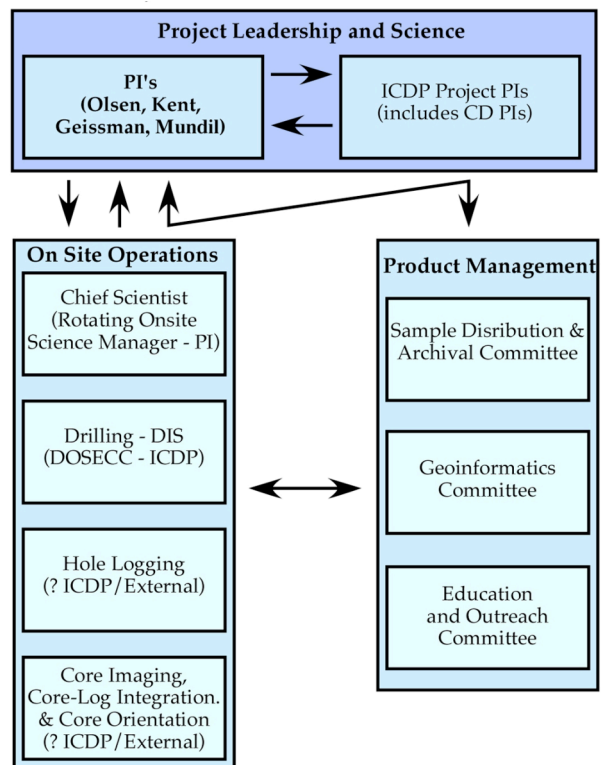 Project Leadership and Science
PI's
(Olsen, Kent,
Geissman, Mundil)
ICDP Project PIs
(includes CD PIs)
On Site Operations
Chief Scientist
(Rotating Onsite
Science Manager - PI)
Drilling - DIS
(DOSECC - ICDP)
Hole Logging
(? ICDP/External)
Core Imaging,
Core-Log Integration.
& Core Orientation
(? ICDP/External)
Product Management
Sample Disribution &
Archival Committee
Geoinformatics
Committee
Education
and Outreach
Committee